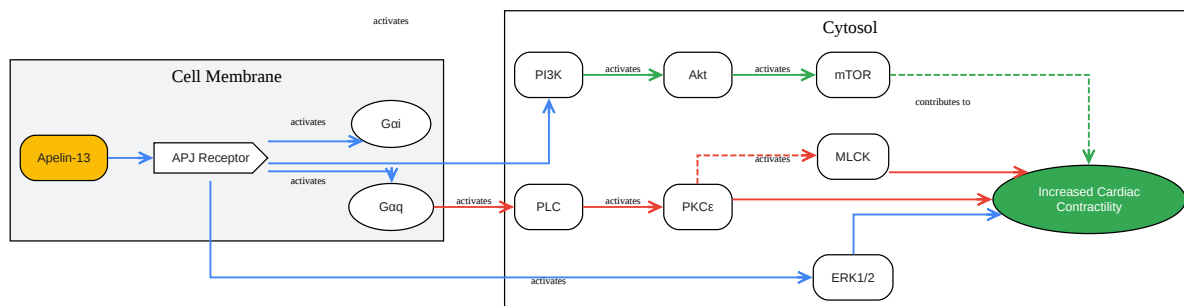 activates
Cytosol
Cell Membrane
PI3K
activates
Akt
activates
mTOR
contributes to
activates
Gαi
Apelin-13
APJ Receptor
activates
Gαq
activates
PLC
activates
PKCε
activates
MLCK
Increased Cardiac
Contractility
activates
ERK1/2